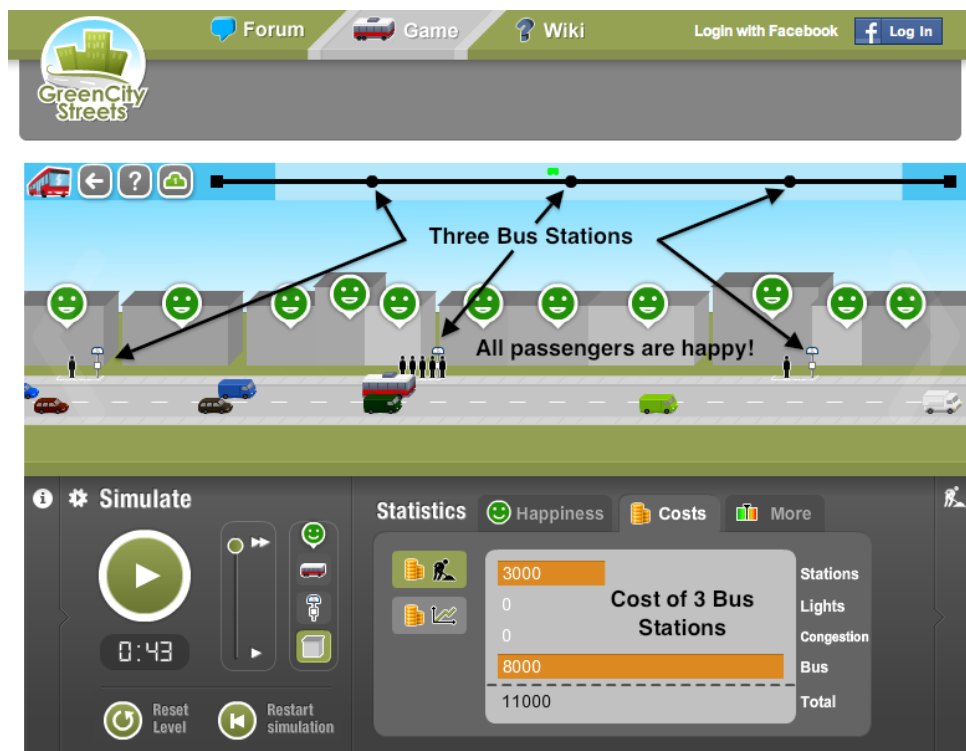 Forum
Game
Wiki
Login with Facebook
f Log In
GreenCity
Streets
?
Three Bus Stations
All passengers are happy!
i Simulate
0:43
Reset
Level
Restart
simulation
Statistics
Happiness
Costs
More
3000 Stations
0 Lights
0 Congestion
8000 Bus
11000 Total
Cost of 3 Bus
Stations